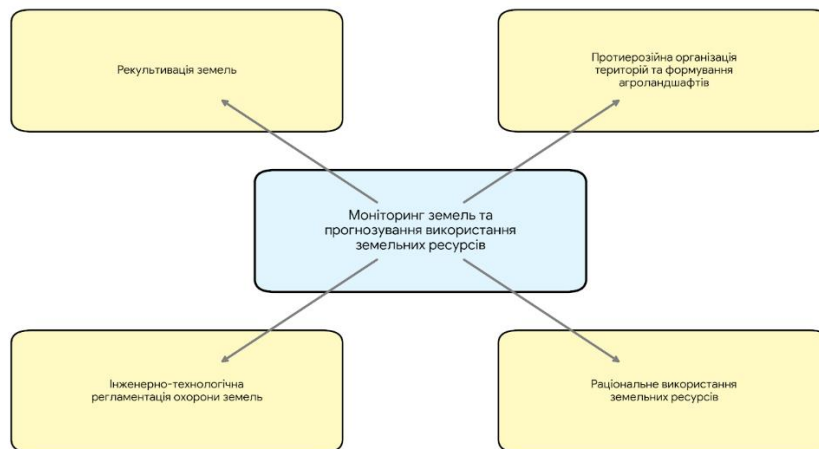 Рекультивація земель
Протиерозійна організація
територій та формування
агроландшафтів
Моніторинг земель та
прогнозування використання
земельних ресурсів
Інженерно-технологічна
регламентація охорони земель
Раціональне використання
земельних ресурсів